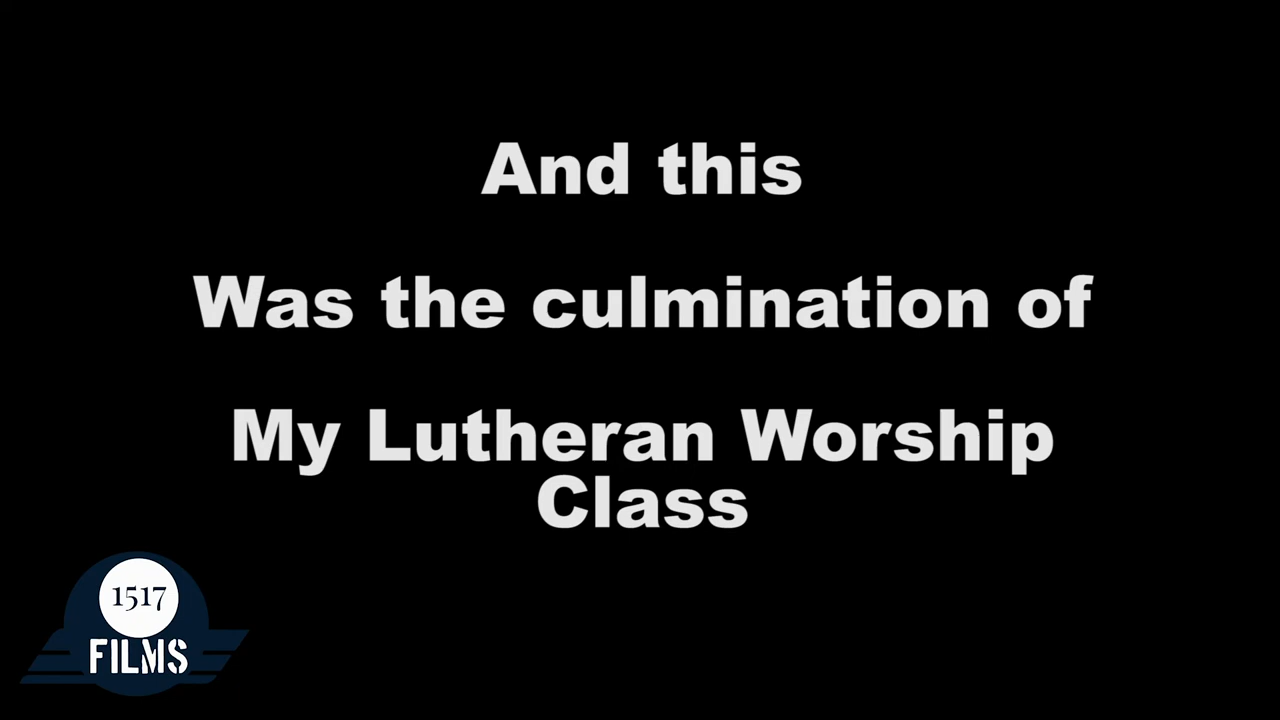 And this
Was the culmination of
My Lutheran Worship
Class
1517
FILMS